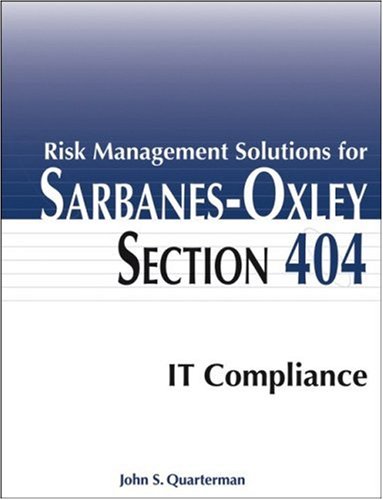 Risk Management Solutions for
SARBANES-OXLEY
SECTION 404
IT Compliance
John S. Quarterman